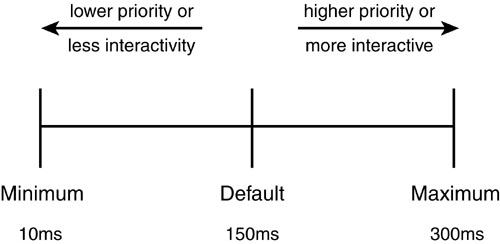 lower priority or
less interactivity
higher priority or
more interactive
Minimum
Default
Maximum
10ms
150ms
300ms